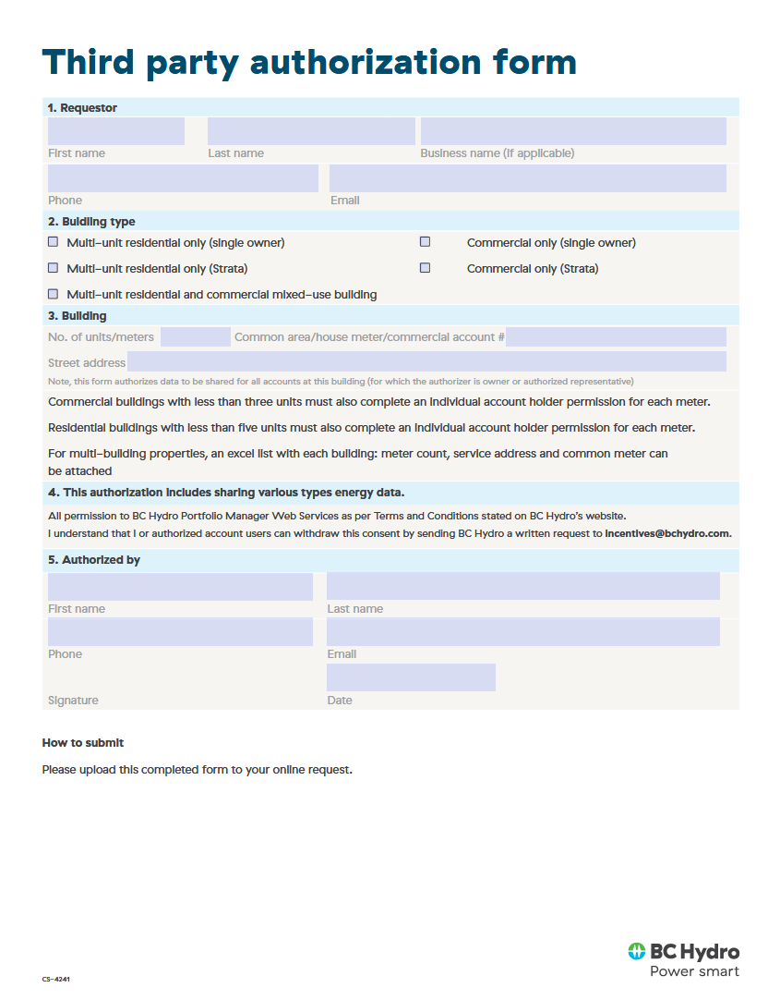 Third party authorization form
1. Requestor
First name Last name Business name (if applicable)
Phone Email
2. Building type
Multi-unit residential only (single owner) Commercial only (single owner)
Multi-unit residential only (Strata) Commercial only (Strata)
Multi-unit residential and commercial mixed-use building
3. Building
No. of units/meters Common area/house meter/commercial account #
Street address
Note, this form authorizes data to be shared for all accounts at this building (for which the authorizer is owner or authorized representative)
Commercial buildings with less than three units must also complete an individual account holder permission for each meter.
Residential buildings with less than five units must also complete an individual account holder permission for each meter.
For multi-building properties, an excel list with each building: meter count, service address and common meter can
be attached
4. This authorization includes sharing various types energy data.
All permission to BC Hydro Portfolio Manager Web Services as per Terms and Conditions stated on BC Hydro's website.
I understand that I or authorized account users can withdraw this consent by sending BC Hydro a written request to incentives@bchydro.com.
5. Authorized by
First name Last name
Phone Email
Signature Date
How to submit
Please upload this completed form to your online request.
BC Hydro
Power smart
CS-4241